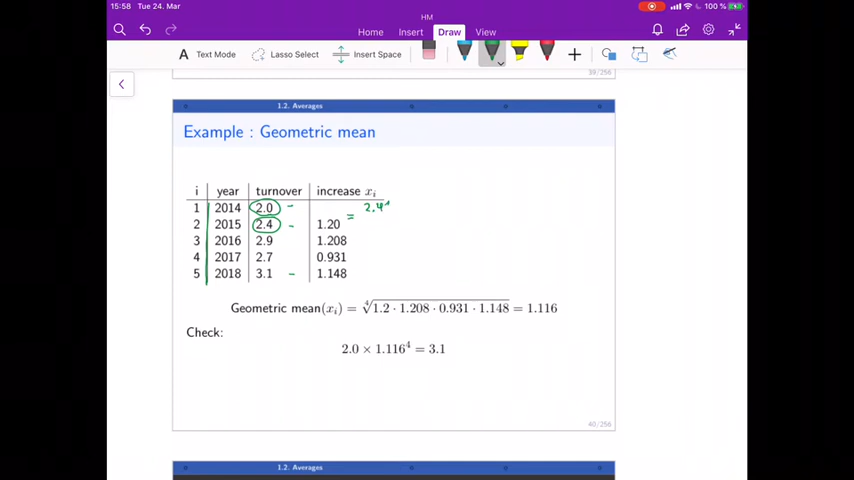 15:58 Tue 24. Mar
100 %
HM
Home Insert Draw View
Text Mode Lasso Select Insert Space
39/256
1.2. Averages
Example : Geometric mean
i year turnover increase xᵢ
1 2014 2.0 –
= 2.4
2 2015 2.4 – 1.20
3 2016 2.9 1.208
4 2017 2.7 0.931
5 2018 3.1 – 1.148
Geometric mean(xᵢ) = ⁴√1.2 · 1.208 · 0.931 · 1.148 = 1.116
Check:
2.0 × 1.116⁴ = 3.1
40/256
1.2. Averages